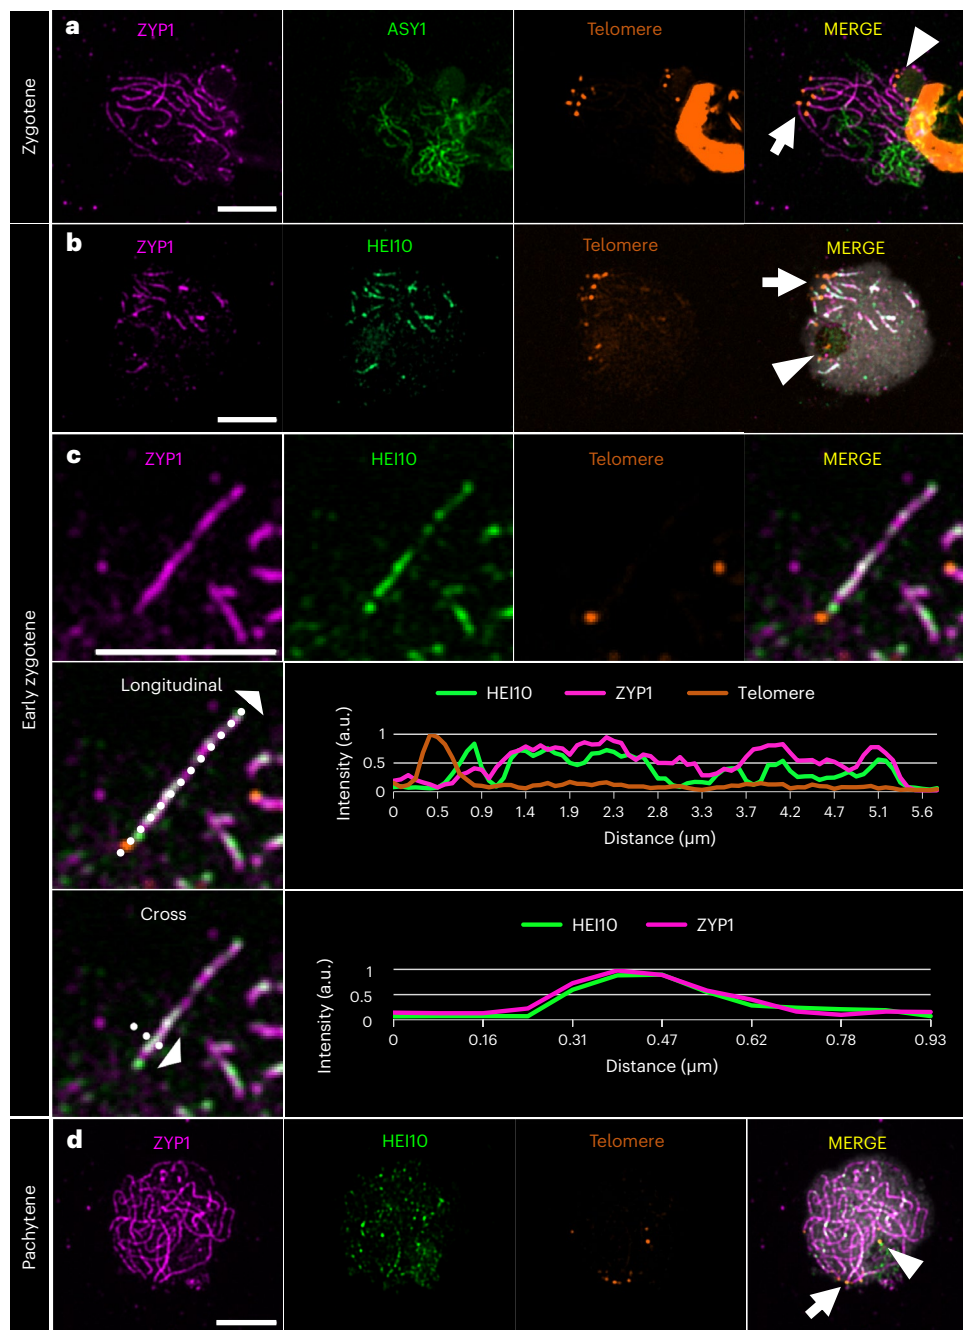 a
ZYP1
ASY1
Telomere
MERGE
Zygotene
b
ZYP1
HEI10
Telomere
MERGE
Early zygotene
c
ZYP1
HEI10
Telomere
MERGE
Longitudinal
HEI10 ZYP1 Telomere
Intensity (a.u.)
1
0.5
0
0 0.5 0.9 1.4 1.9 2.3 2.8 3.3 3.7 4.2 4.7 5.1 5.6
Distance (µm)
Cross
HEI10 ZYP1
Intensity (a.u.)
1
0.5
0
0 0.16 0.31 0.47 0.62 0.78 0.93
Distance (µm)
Pachytene
d
ZYP1
HEI10
Telomere
MERGE